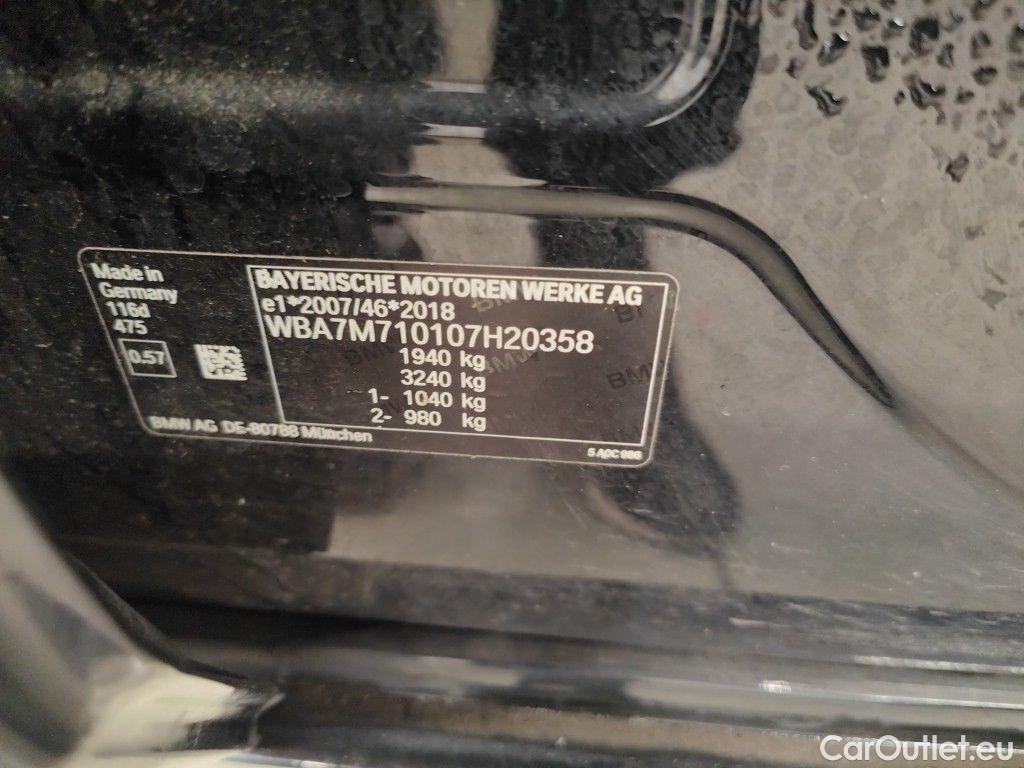 Made in
Germany
116d
475
0.57
BAYERISCHE MOTOREN WERKE AG
e1*2007/46*2018
WBA7M710107H20358
1940 kg
3240 kg
1- 1040 kg
2- 980 kg
BMW AG DE-80788 München
CarOutlet.eu